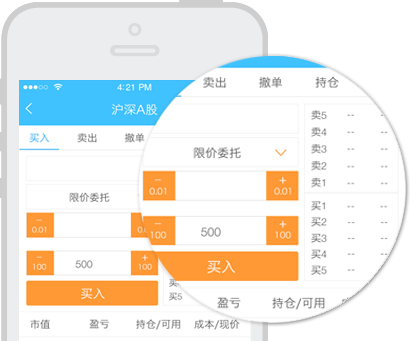 4:21 PM
沪深A股
买入 卖出 撤单
限价委托
− 0.01
− 100 500 + 100
买入
买5
市值 盈亏 持仓/可用 成本/现价
卖出 撤单 持仓
限价委托
− 0.01 + 0.01
− 100 500 + 100
买入
卖5 -- --
卖4 -- --
卖3 -- --
卖2 -- --
卖1 -- --
买1 -- --
买2 -- --
买3 -- --
买4 -- --
买5 -- --
盈亏 持仓/可用